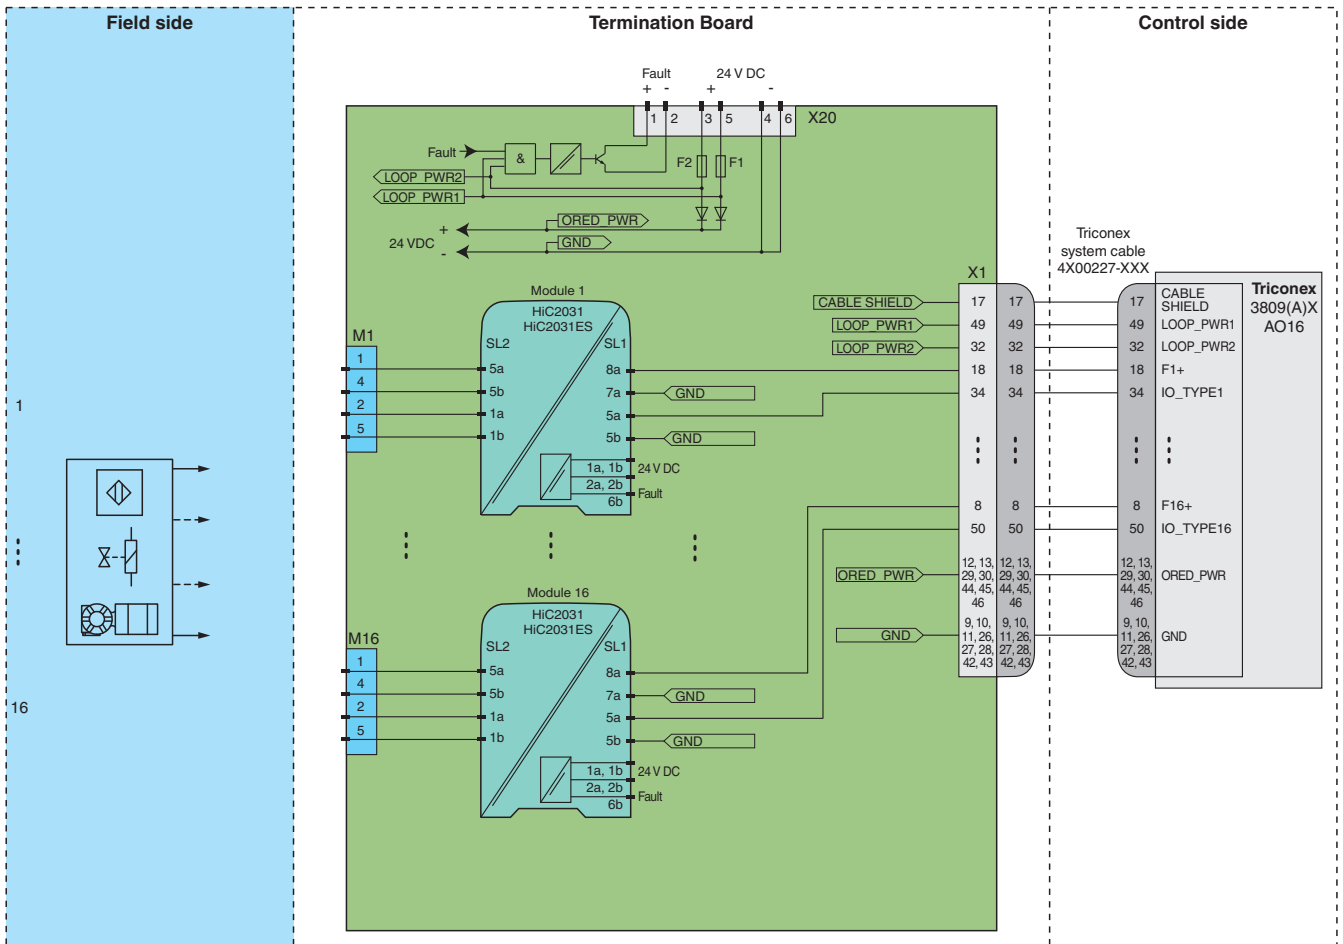 Field side
Termination Board
Control side
Fault
24 V DC
+ - + -
1 2 3 5 4 6 X20
Fault
&
F2 F1
LOOP_PWR2
LOOP_PWR1
ORED_PWR
+
24 VDC
GND
-
Triconex
system cable
4X00227-XXX
X1
Triconex
3809(A)X
AO16
CABLE SHIELD 17 17 17 CABLE
SHIELD
LOOP_PWR1 49 49 49 LOOP_PWR1
LOOP_PWR2 32 32 32 LOOP_PWR2
18 18 18 F1+
34 34 34 IO_TYPE1
8 8 8 F16+
50 50 50 IO_TYPE16
ORED_PWR
12, 13,
29, 30,
44, 45,
46
12, 13,
29, 30,
44, 45,
46
12, 13,
29, 30,
44, 45,
46
ORED_PWR
GND
9, 10,
11, 26,
27, 28,
42, 43
9, 10,
11, 26,
27, 28,
42, 43
9, 10,
11, 26,
27, 28,
42, 43
GND
Module 1
HiC2031
HiC2031ES
SL2 SL1
M1
1 5a 8a
4 5b 7a GND
2 1a 5a
5 1b 5b GND
1a, 1b 24 V DC
2a, 2b
Fault
6b
1
16
Module 16
HiC2031
HiC2031ES
SL2 SL1
M16
1 5a 8a
4 5b 7a GND
2 1a 5a
5 1b 5b GND
1a, 1b 24 V DC
2a, 2b
Fault
6b